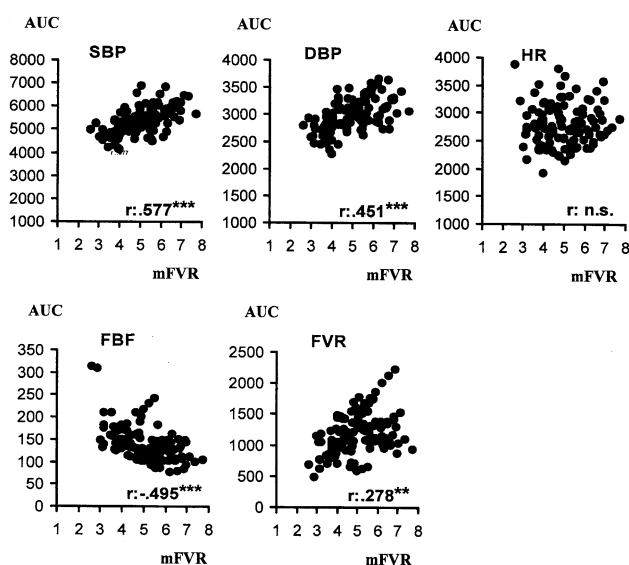 AUC
SBP
8000
7000
6000
5000
4000
3000
2000
1000
r:.577***
1 2 3 4 5 6 7 8
mFVR
AUC
DBP
4000
3500
3000
2500
2000
1500
1000
r:.451***
1 2 3 4 5 6 7 8
mFVR
AUC
HR
4000
3500
3000
2500
2000
1500
1000
r: n.s.
1 2 3 4 5 6 7 8
mFVR
AUC
FBF
350
300
250
200
150
100
50
0
r:-.495***
1 2 3 4 5 6 7 8
mFVR
AUC
FVR
2500
2000
1500
1000
500
0
r:.278**
1 2 3 4 5 6 7 8
mFVR